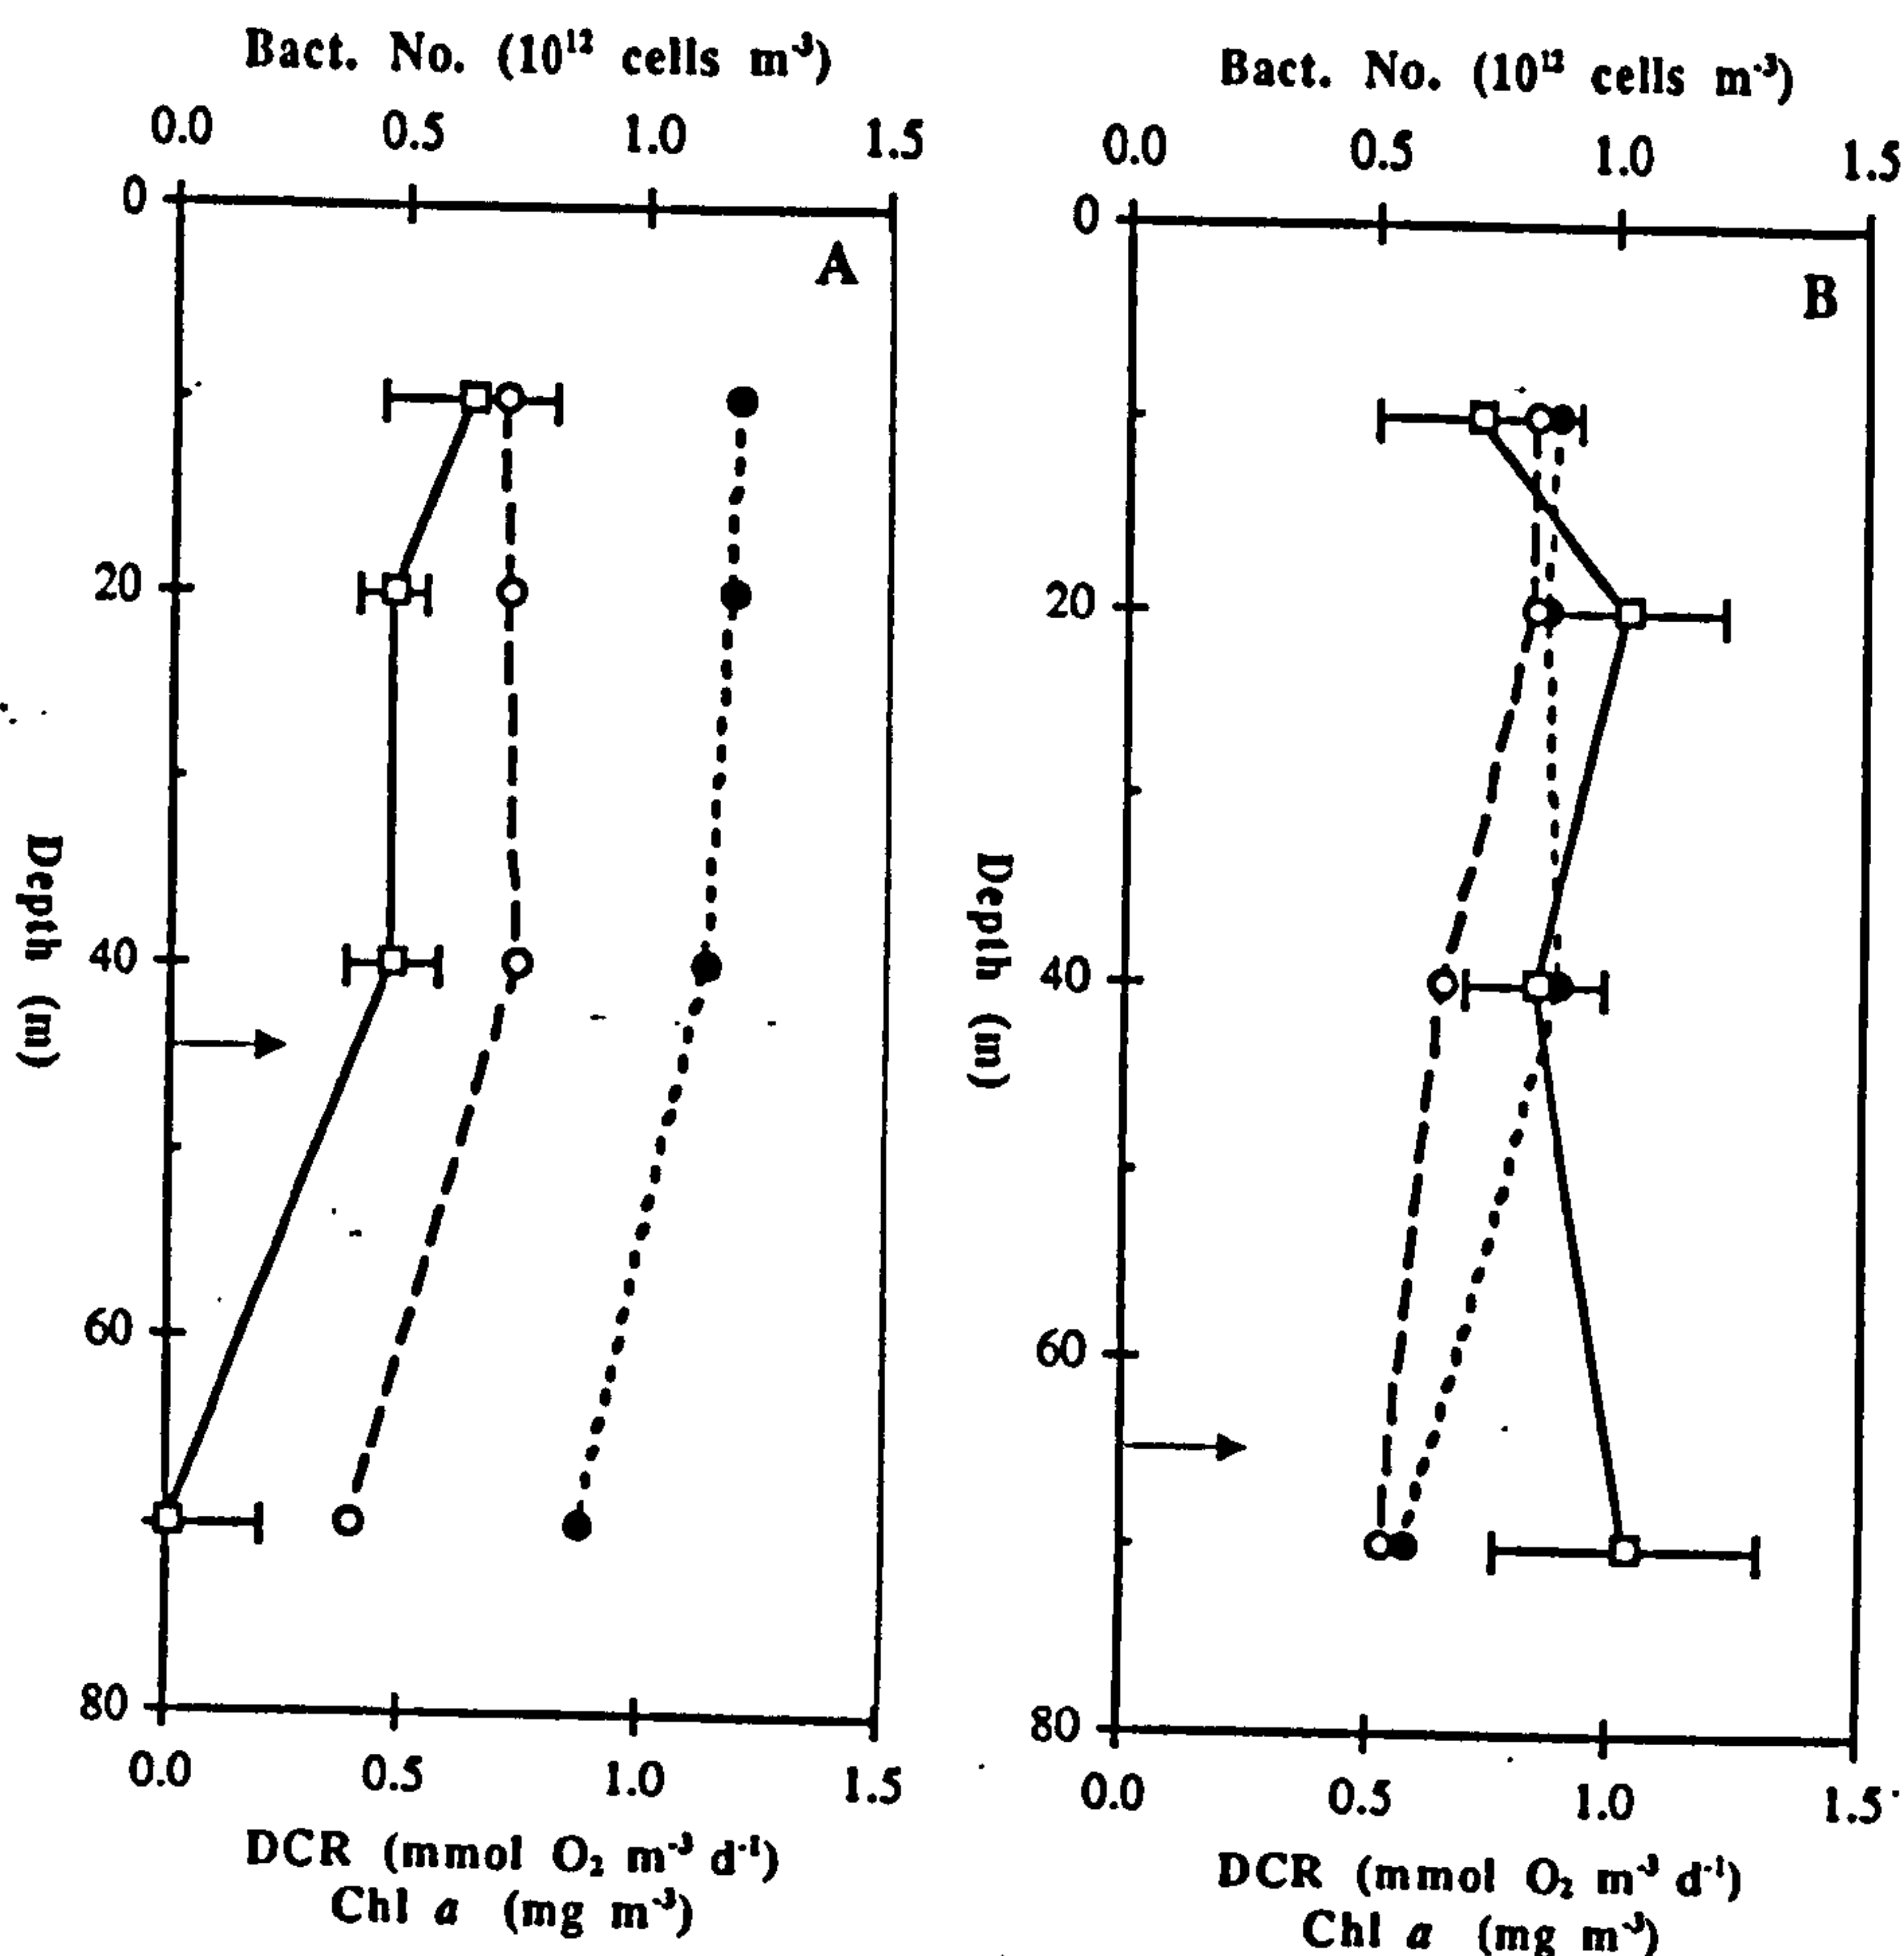 Bact. No. (10¹² cells m⁻³)
0.0 0.5 1.0 1.5
0
A
20
40
60
80
Depth (m)
0.0 0.5 1.0 1.5
DCR (mmol O₂ m⁻³ d⁻¹)
Chl a (mg m⁻³)
Bact. No. (10¹² cells m⁻³)
0.0 0.5 1.0 1.5
0
B
20
40
60
80
Depth (m)
0.0 0.5 1.0 1.5
DCR (mmol O₂ m⁻³ d⁻¹)
Chl a (mg m⁻³)